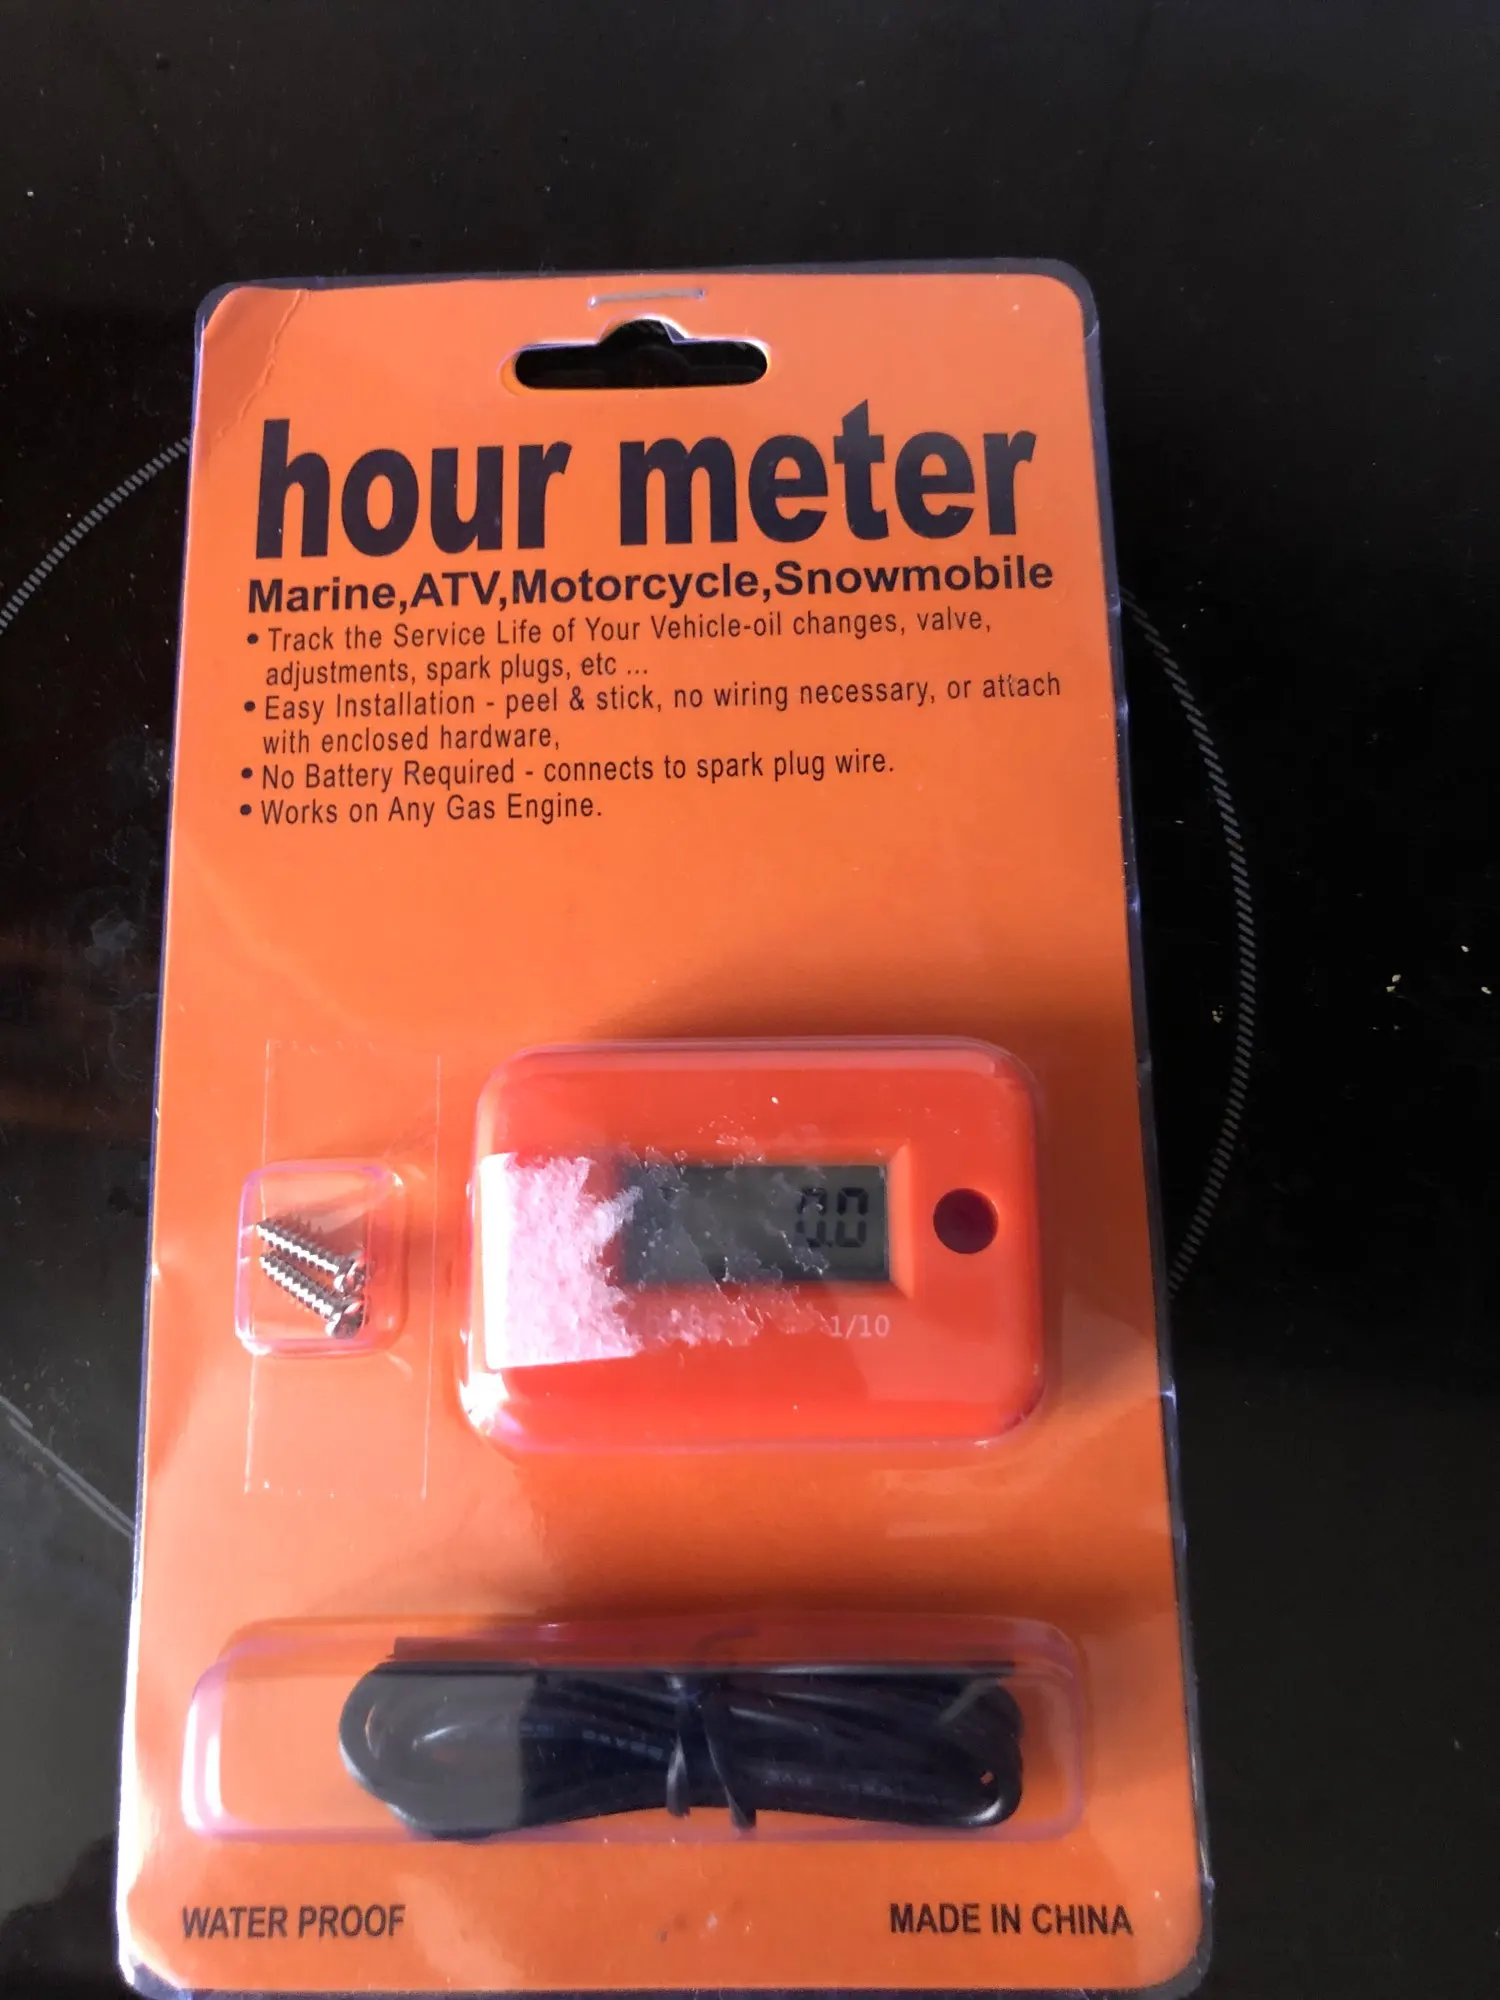 hour meter
Marine,ATV,Motorcycle,Snowmobile
• Track the Service Life of Your Vehicle-oil changes, valve,
adjustments, spark plugs, etc ...
• Easy Installation - peel & stick, no wiring necessary, or attach
with enclosed hardware,
• No Battery Required - connects to spark plug wire.
• Works on Any Gas Engine.
0.0
1/10
WATER PROOF
MADE IN CHINA